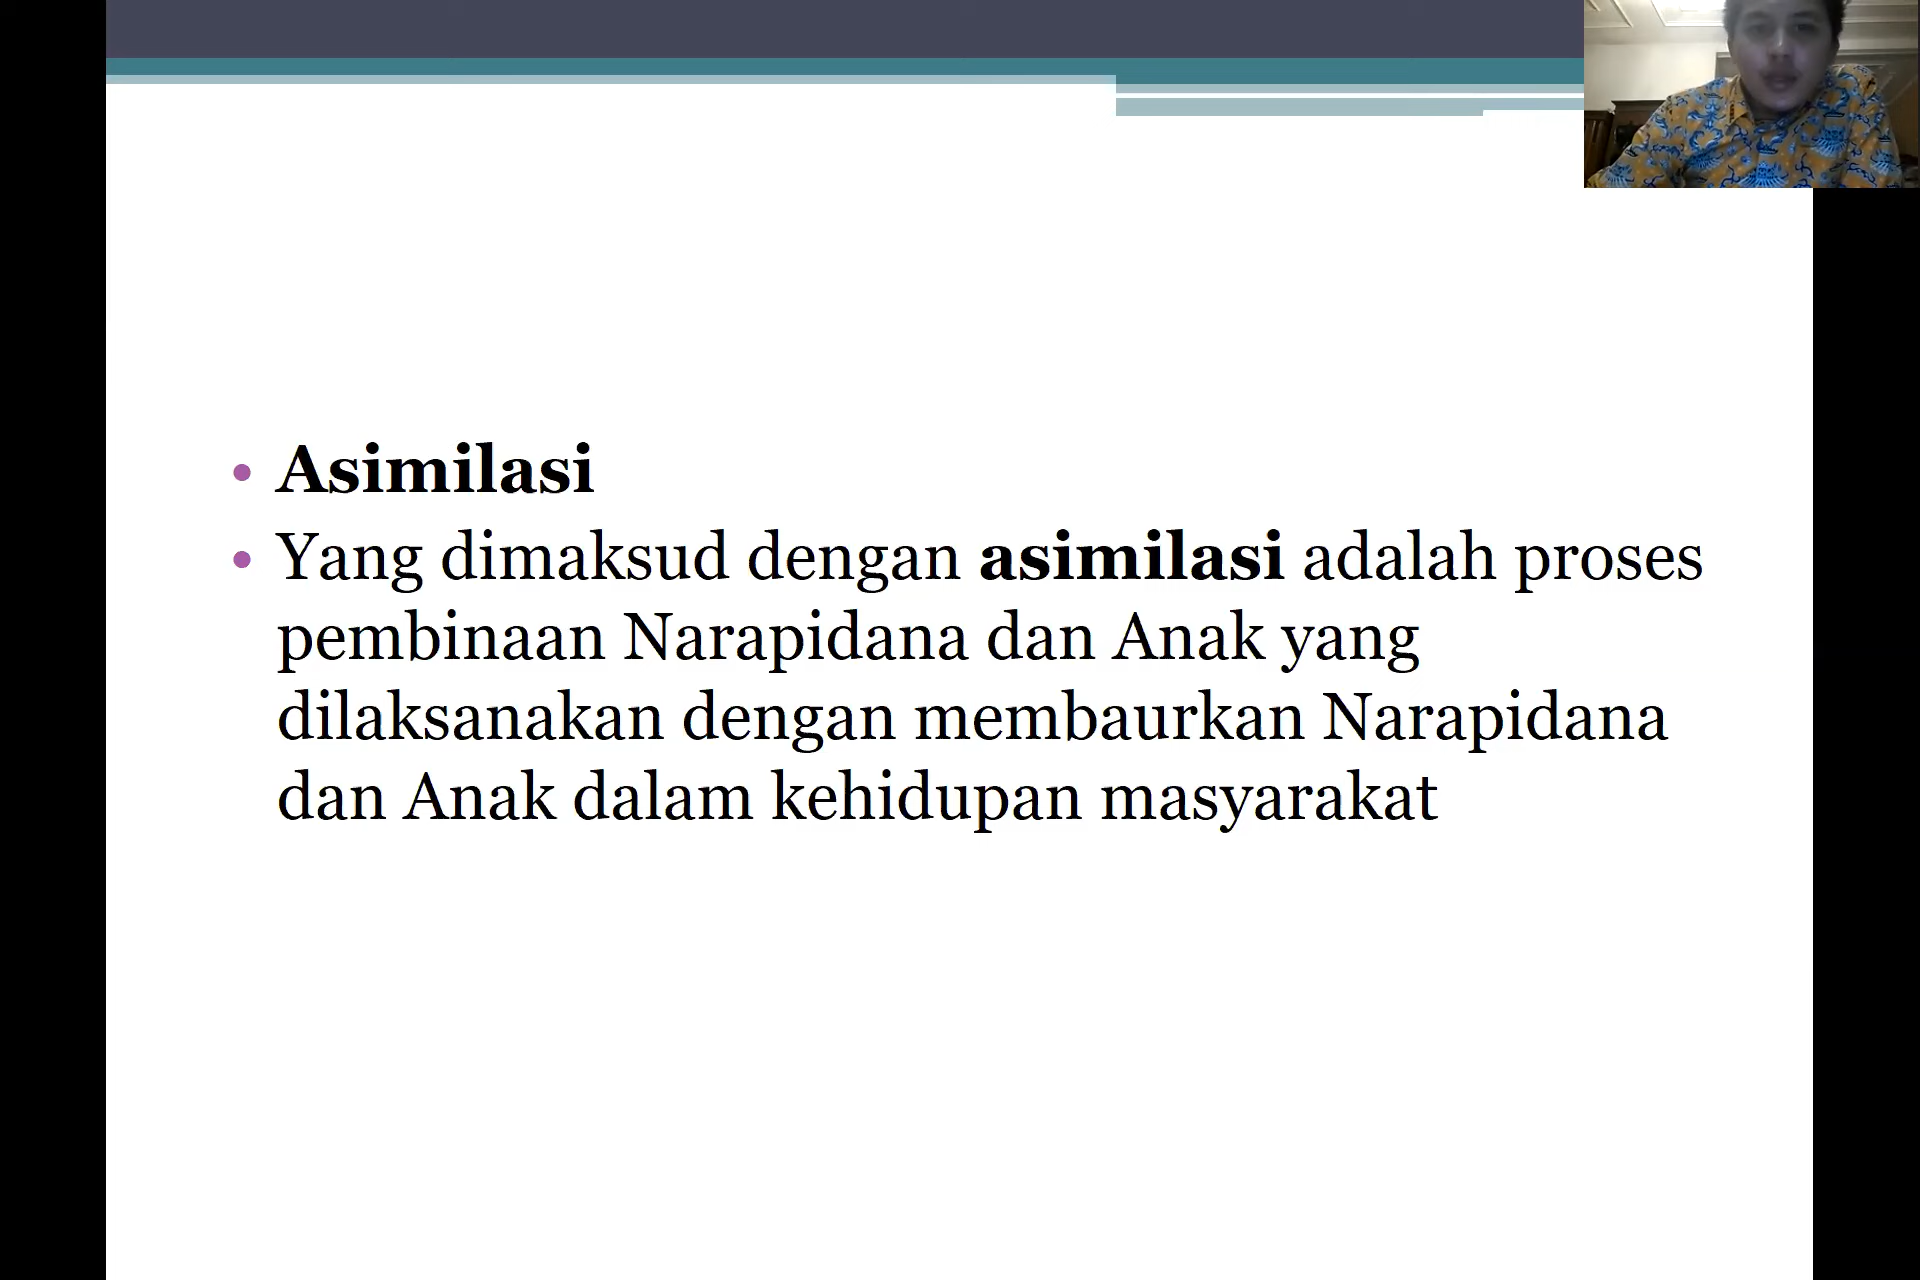 Asimilasi
Yang dimaksud dengan asimilasi adalah proses
pembinaan Narapidana dan Anak yang
dilaksanakan dengan membaurkan Narapidana
dan Anak dalam kehidupan masyarakat